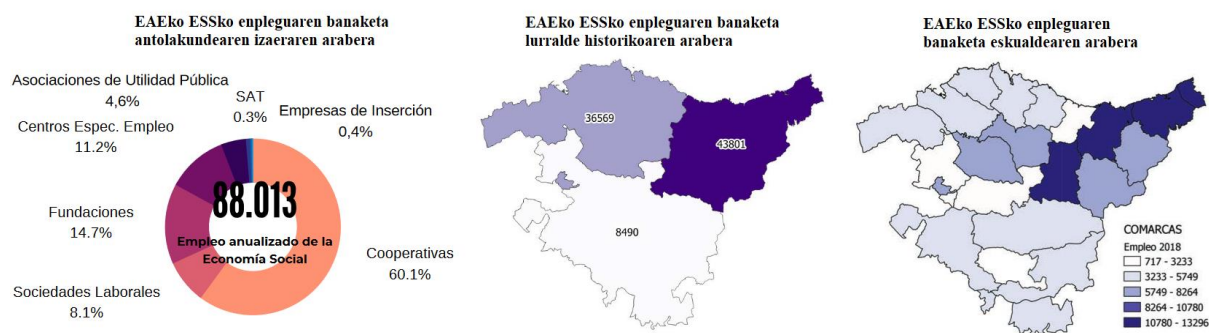 EAEko ESSko enpleguaren banaketa
antolakundearen izaeraren arabera
Asociaciones de Utilidad Pública
4,6%
SAT
0.3%
Empresas de Inserción
0,4%
Centros Espec. Empleo
11.2%
Fundaciones
14.7%
88.013
Empleo anualizado de la
Economía Social
Cooperativas
60.1%
Sociedades Laborales
8.1%
EAEko ESSko enpleguaren banaketa
lurralde historikoaren arabera
36569
43801
8490
EAEko ESSko enpleguaren
banaketa eskualdearen arabera
COMARCAS
Empleo 2018
717 - 3233
3233 - 5749
5749 - 8264
8264 - 10780
10780 - 13296